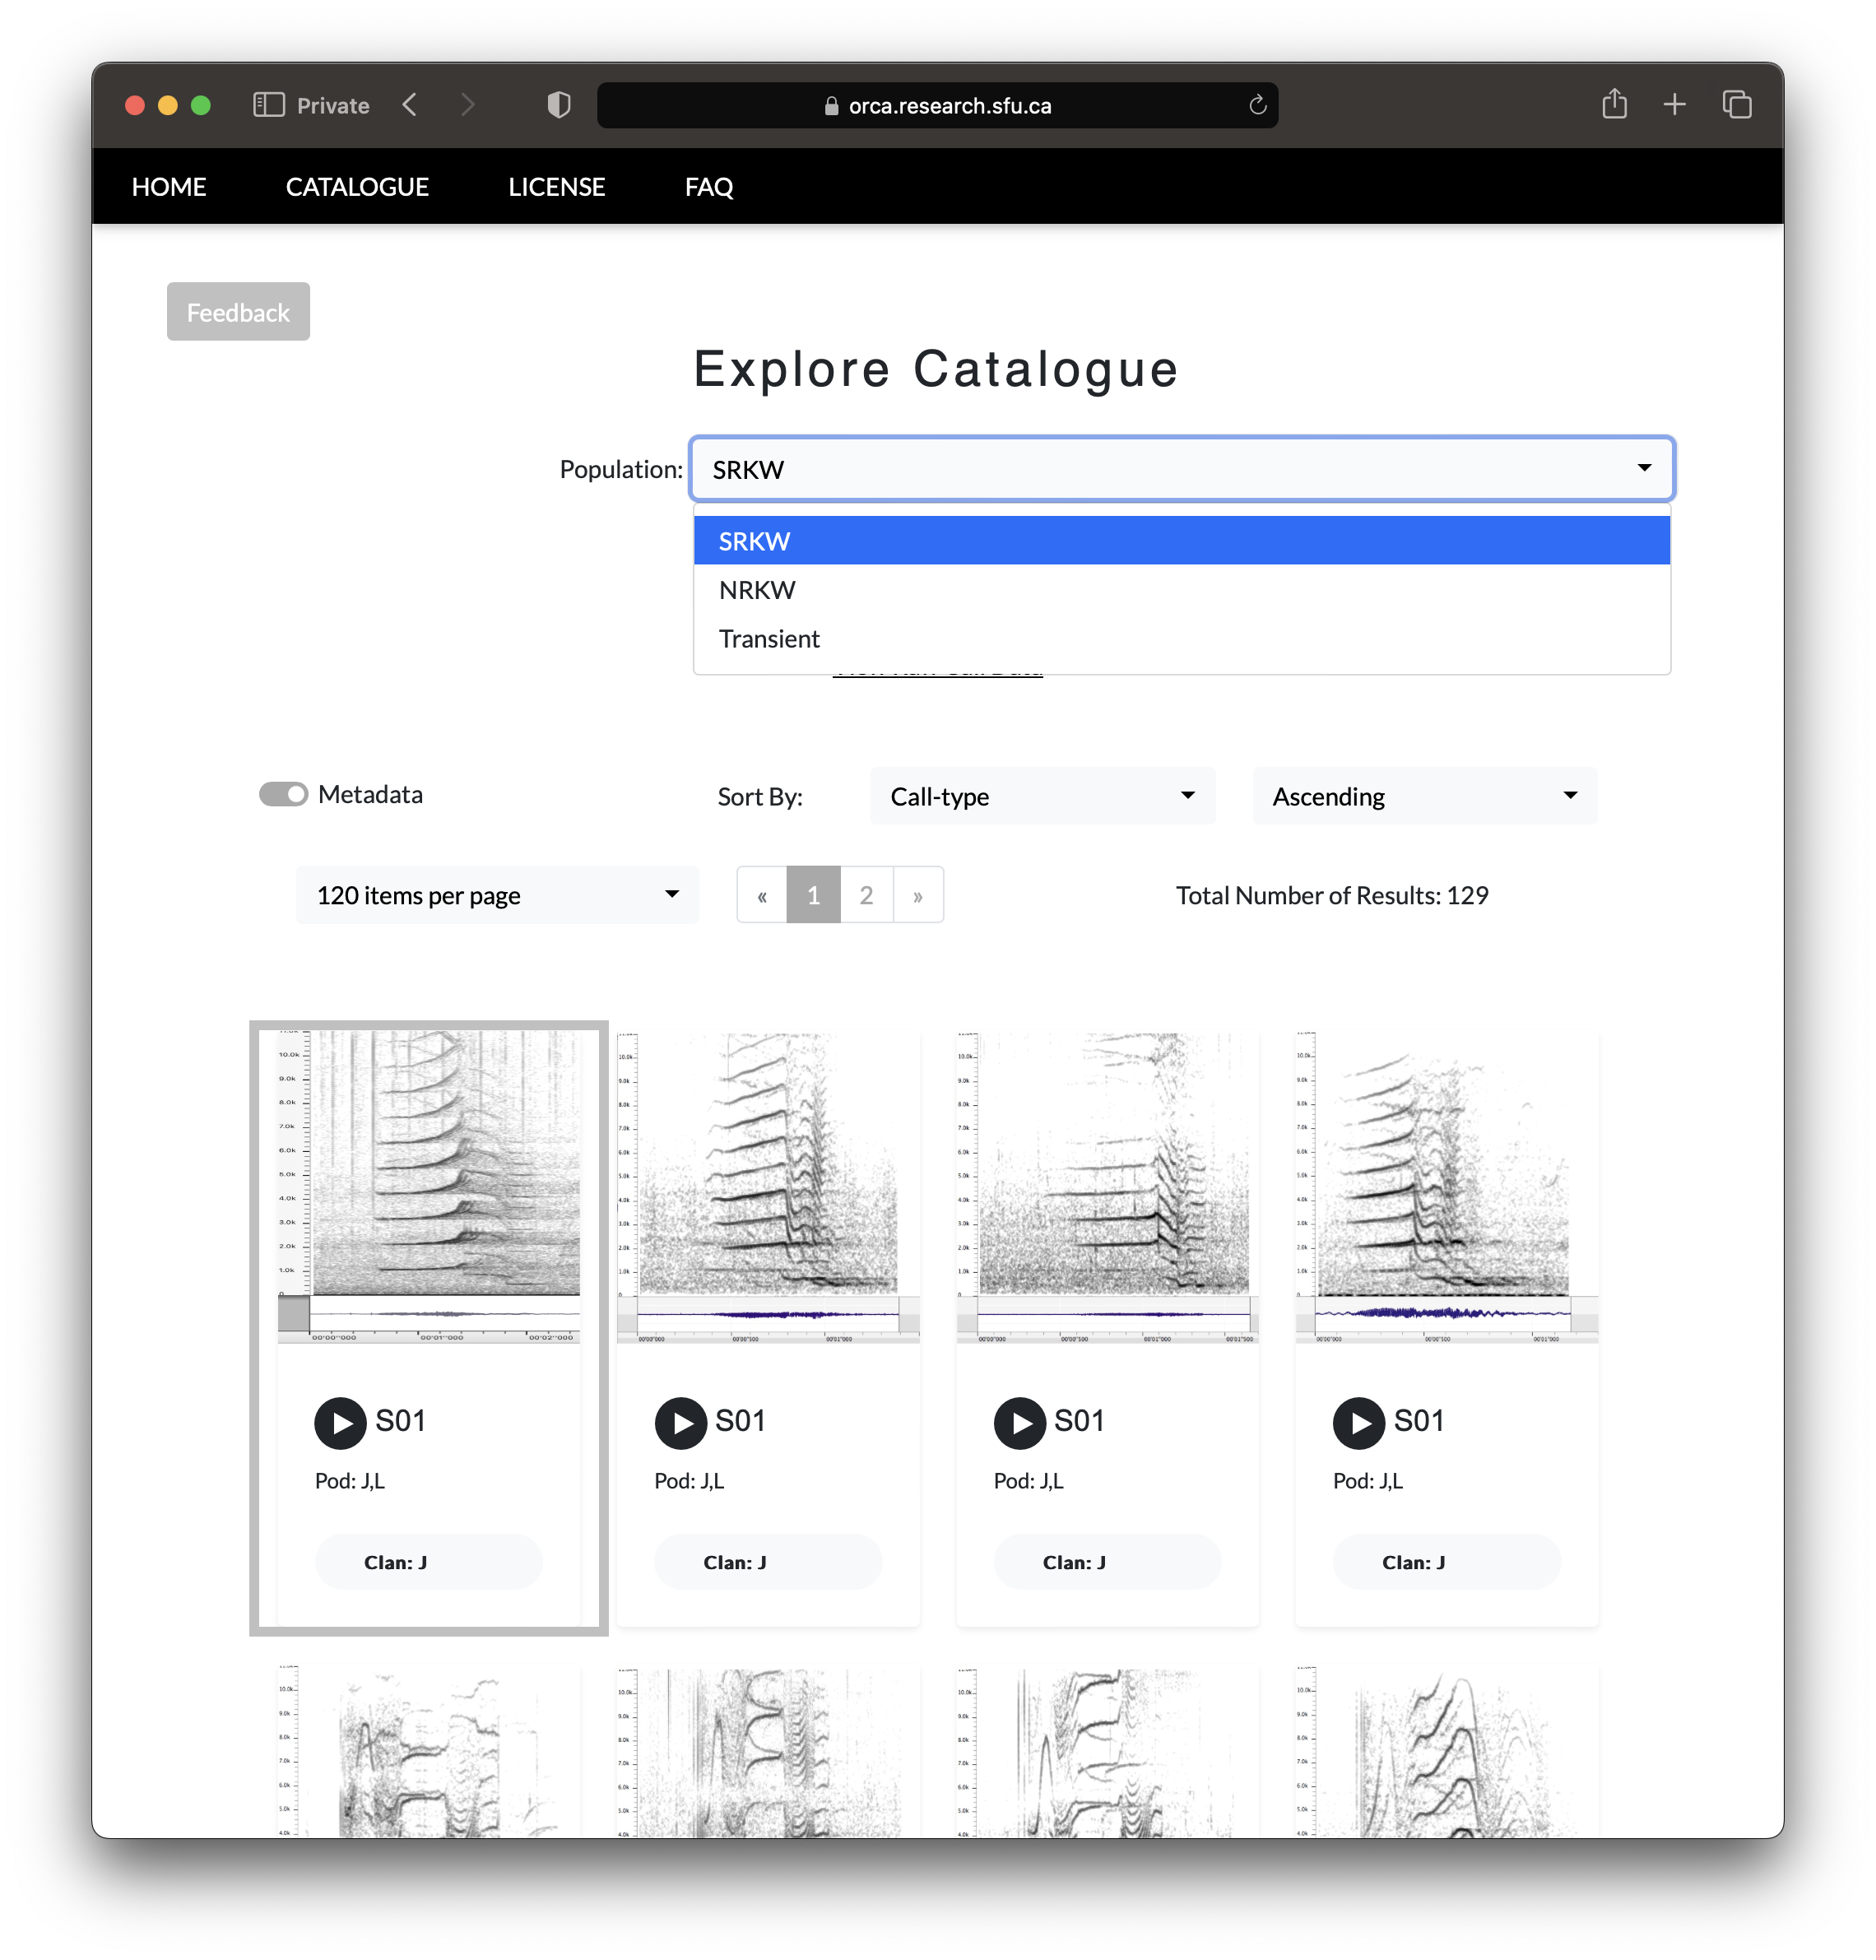 Private
orca.research.sfu.ca
HOME CATALOGUE LICENSE FAQ
Feedback
Explore Catalogue
Population: SRKW
SRKW
NRKW
Transient
Metadata
Sort By: Call-type Ascending
120 items per page
« 1 2 »
Total Number of Results: 129
S01
Pod: J,L
Clan: J
S01
Pod: J,L
Clan: J
S01
Pod: J,L
Clan: J
S01
Pod: J,L
Clan: J